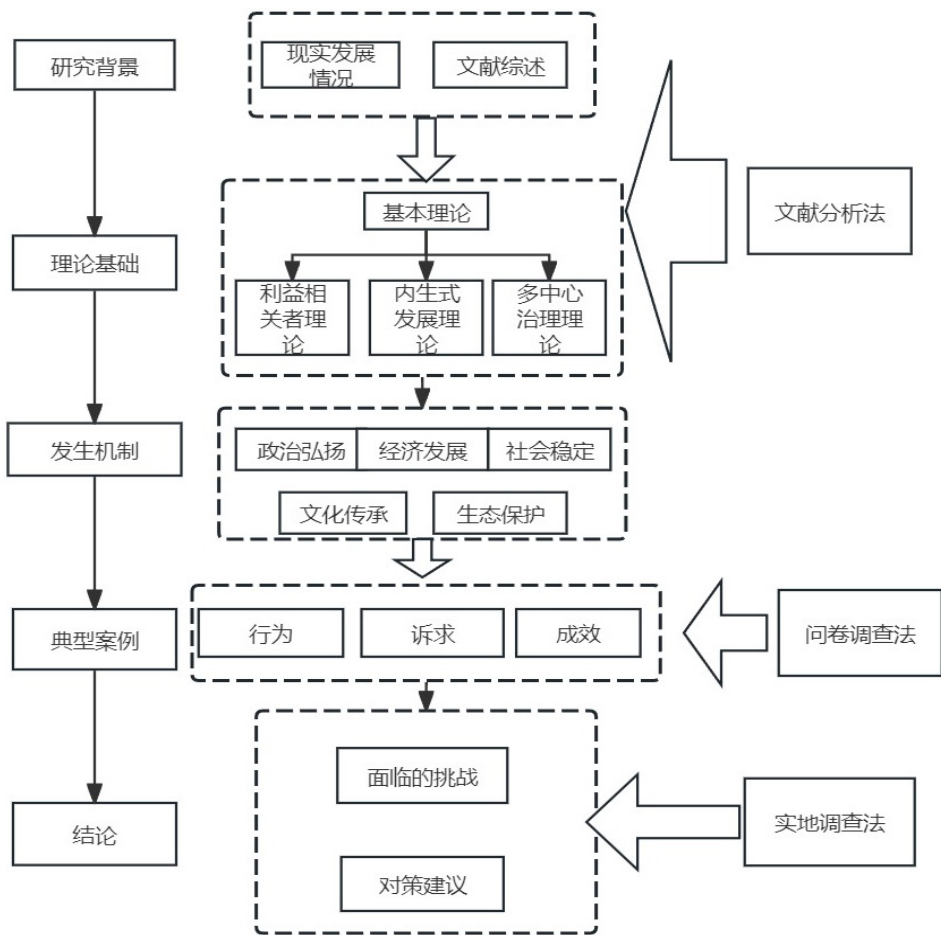 研究背景
现实发展
情况
文献综述
基本理论
文献分析法
理论基础
利益相
关者理
论
内生式
发展理
论
多中心
治理理
论
发生机制
政治弘扬
经济发展
社会稳定
文化传承
生态保护
典型案例
行为
诉求
成效
问卷调查法
面临的挑战
结论
实地调查法
对策建议